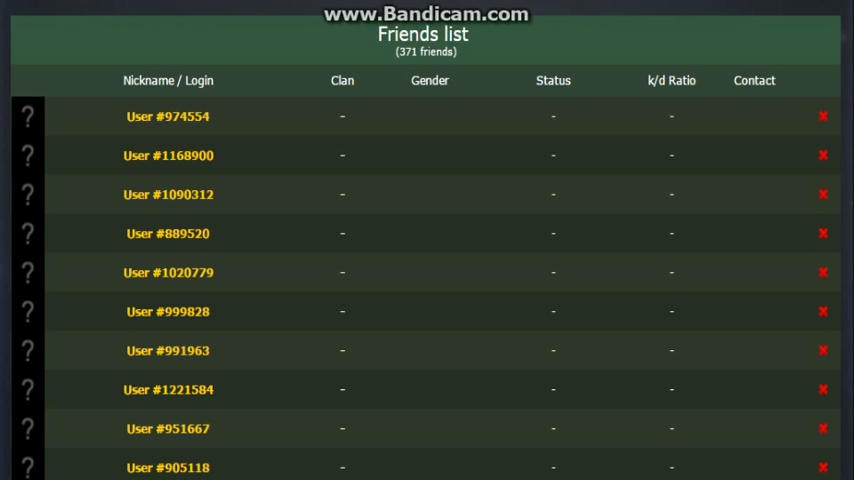 www.Bandicam.com
Friends list
(371 friends)
Nickname / Login Clan Gender Status k/d Ratio Contact
? User #974554 - - - ✖
? User #1168900 - - - ✖
? User #1090312 - - - ✖
? User #889520 - - - ✖
? User #1020779 - - - ✖
? User #999828 - - - ✖
? User #991963 - - - ✖
? User #1221584 - - - ✖
? User #951667 - - - ✖
? User #905118 - - - ✖